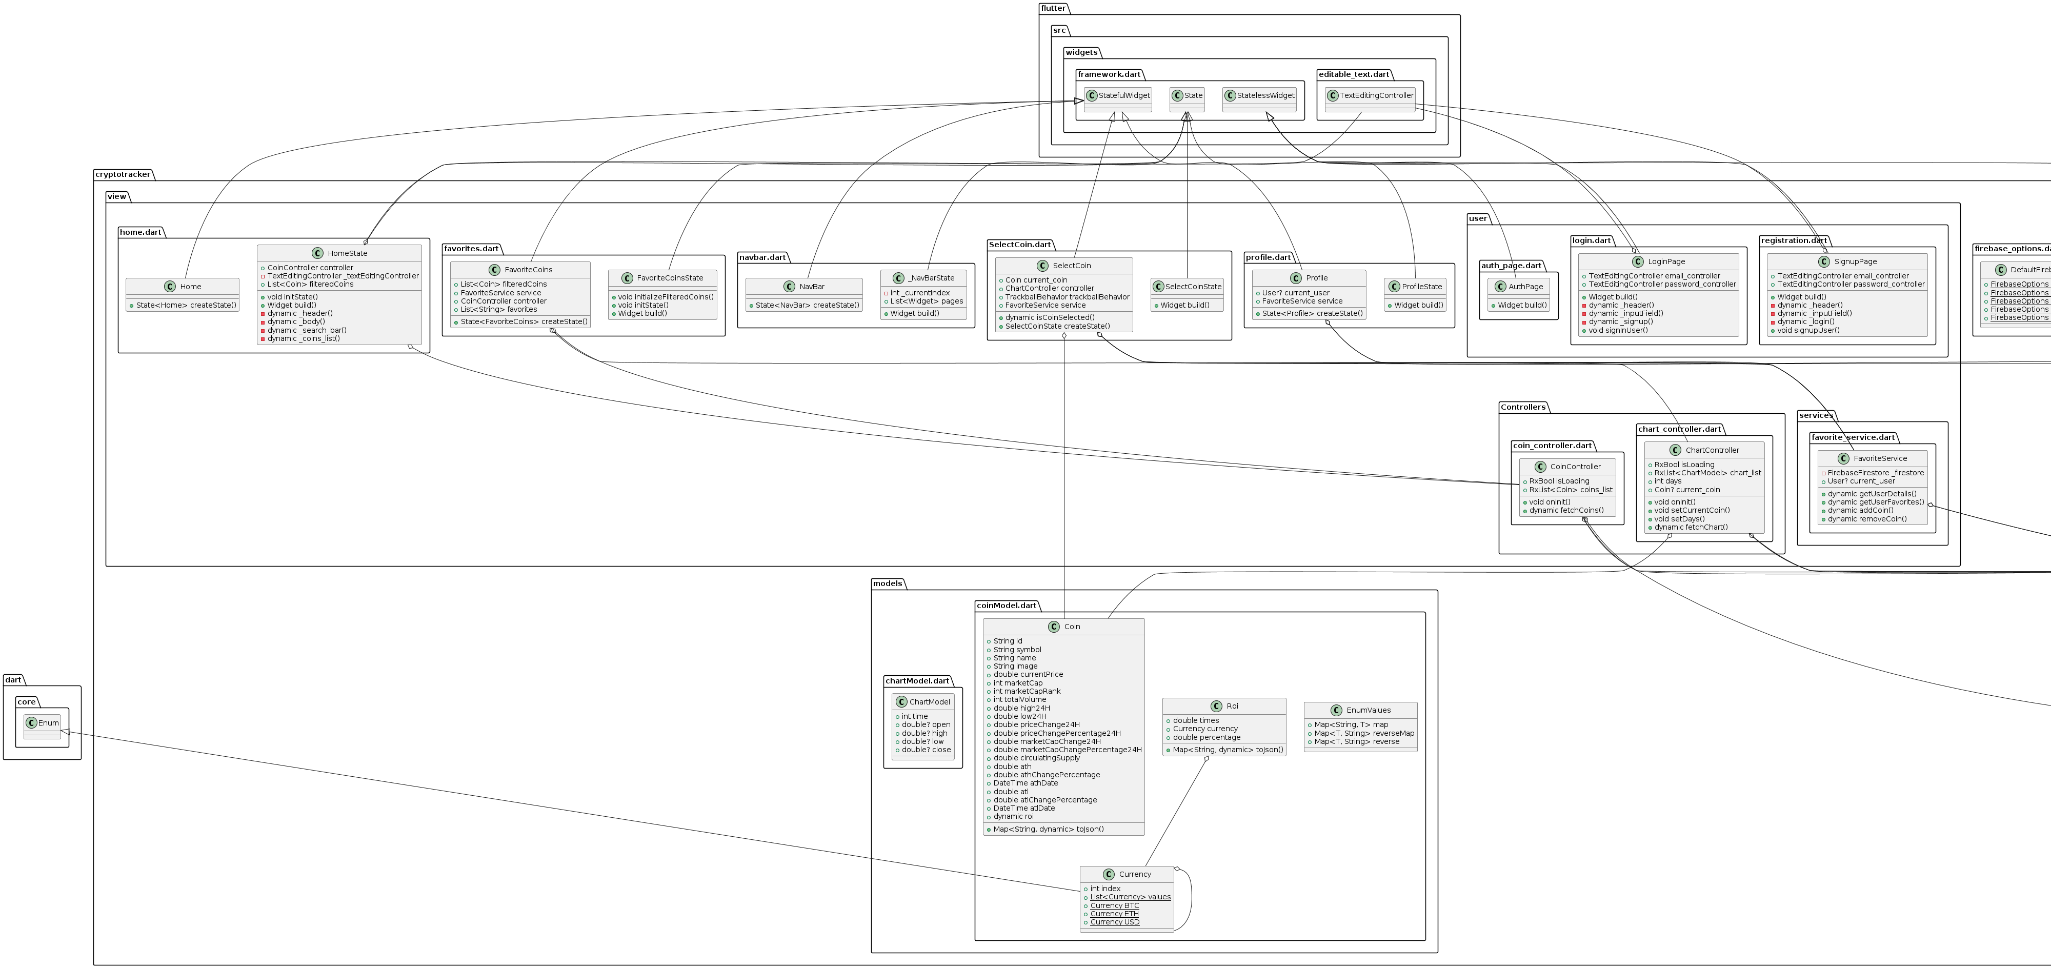 flutter
src
widgets
framework.dart
editable_text.dart
C StatefulWidget
C State
C StatelessWidget
C TextEditingController
cryptotracker
view
home.dart
C Home
State<Home> createState()
C HomeState
CoinController controller
TextEditingController _textEditingController
List<Coin> filteredCoins
void initState()
Widget build()
dynamic _header()
dynamic _body()
dynamic _search_bar()
dynamic _coins_list()
favorites.dart
C FavoriteCoins
List<Coin> filteredCoins
FavoriteService service
CoinController controller
List<String> favorites
State<FavoriteCoins> createState()
C FavoriteCoinsState
void initializeFilteredCoins()
void initState()
Widget build()
navbar.dart
C NavBar
State<NavBar> createState()
C _NavBarState
int _currentIndex
List<Widget> pages
Widget build()
SelectCoin.dart
C SelectCoin
Coin current_coin
ChartController controller
TrackballBehavior trackballBehavior
FavoriteService service
dynamic isCoinSelected()
SelectCoinState createState()
C SelectCoinState
Widget build()
profile.dart
C Profile
User? current_user
FavoriteService service
State<Profile> createState()
C ProfileState
Widget build()
user
auth_page.dart
C AuthPage
Widget build()
login.dart
C LoginPage
TextEditingController email_controller
TextEditingController password_controller
Widget build()
dynamic _header()
dynamic _inputField()
dynamic _signup()
void signInUser()
registration.dart
C SignupPage
TextEditingController email_controller
TextEditingController password_controller
Widget build()
dynamic _header()
dynamic _inputField()
dynamic _login()
void signupUser()
firebase_options.da
C DefaultFireb
FirebaseOptions
FirebaseOptions
FirebaseOptions
FirebaseOptions
FirebaseOptions
Controllers
coin_controller.dart
C CoinController
RxBool isLoading
RxList<Coin> coins_list
void onInit()
dynamic fetchCoins()
chart_controller.dart
C ChartController
RxBool isLoading
RxList<ChartModel> chart_list
int days
Coin? current_coin
void onInit()
void setCurrentCoin()
void setDays()
dynamic fetchChart()
services
favorite_service.dart
C FavoriteService
FirebaseFirestore _firestore
User? current_user
dynamic getUserDetails()
dynamic getUserFavorites()
dynamic addCoin()
dynamic removeCoin()
models
chartModel.dart
C ChartModel
int time
double? open
double? high
double? low
double? close
coinModel.dart
C Coin
String id
String symbol
String name
String image
double currentPrice
int marketCap
int marketCapRank
int totalVolume
double high24H
double low24H
double priceChange24H
double priceChangePercentage24H
double marketCapChange24H
double marketCapChangePercentage24H
double circulatingSupply
double ath
double athChangePercentage
DateTime athDate
double atl
double atlChangePercentage
DateTime atlDate
dynamic roi
Map<String, dynamic> toJson()
C Roi
double times
Currency currency
double percentage
Map<String, dynamic> toJson()
C EnumValues
Map<String, T> map
Map<T, String> reverseMap
Map<T, String> reverse
C Currency
int index
List<Currency> values
Currency BTC
Currency ETH
Currency USD
dart
core
C Enum